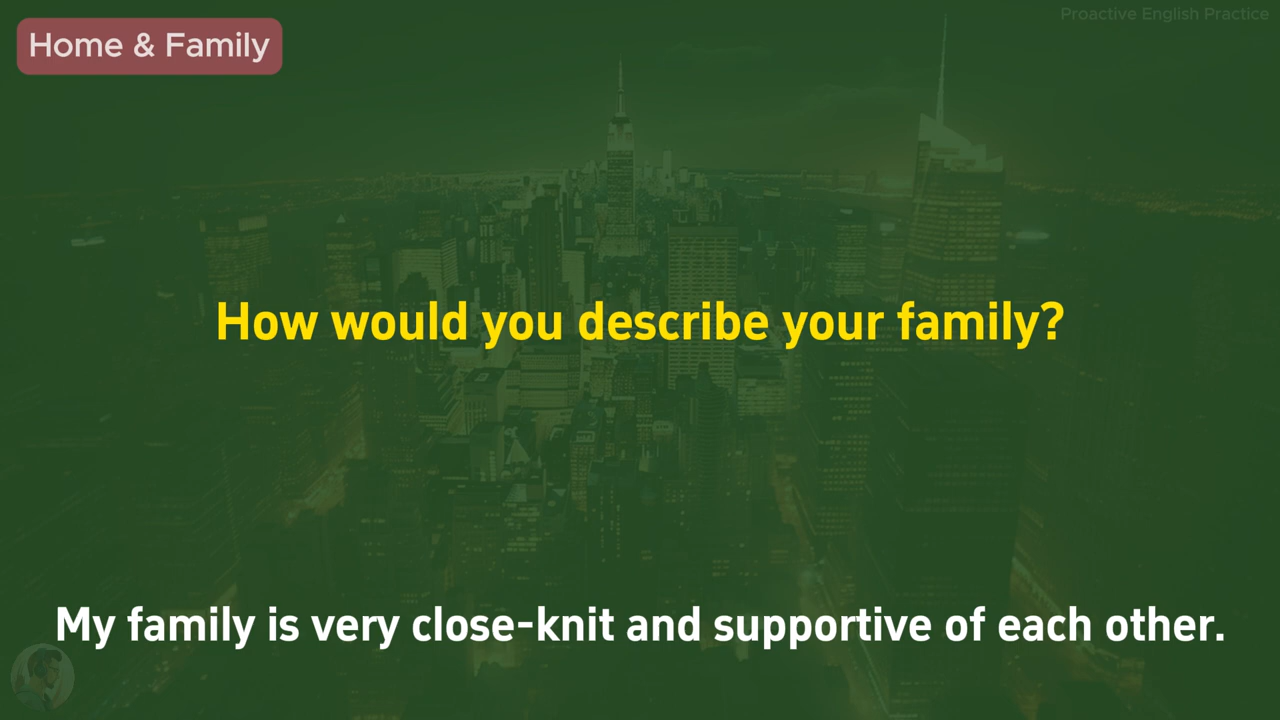 Proactive English Practice
Home & Family
How would you describe your family?
My family is very close-knit and supportive of each other.